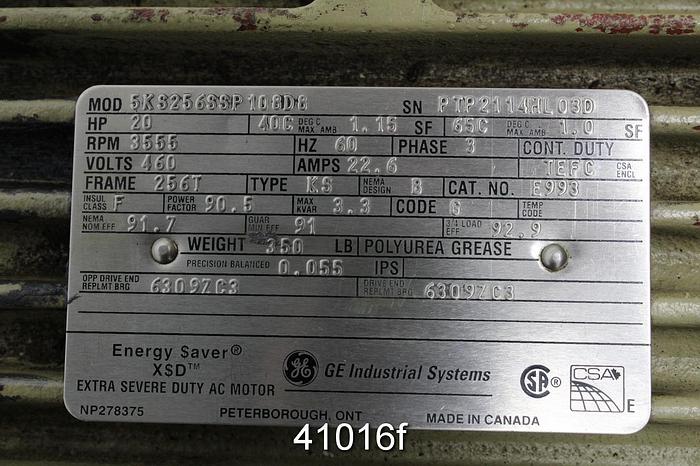 MOD 5KS256SSP108D8 SN PTP2114HL03D
HP 20 40C DEG C MAX. AMB 1.15 SF 65C DEG C MAX. AMB 1.0 SF
RPM 3555 HZ 60 PHASE 3 CONT. DUTY
VOLTS 460 AMPS 22.6 TEFC CSA ENCL
FRAME 256T TYPE KS NEMA DESIGN B CAT. NO. E993
INSUL CLASS F POWER FACTOR 90.5 MAX KVAR 3.3 CODE G TEMP CODE
NEMA NOM EFF 91.7 GUAR MIN EFF 91 3/4 LOAD EFF 92.9
WEIGHT 350 LB POLYUREA GREASE
PRECISION BALANCED 0.055 IPS
OPP DRIVE END REPLMT BRG 6309ZC3 DRIVE END REPLMT BRG 6309ZC3
Energy $aver®
X$D™
EXTRA SEVERE DUTY AC MOTOR
GE GE Industrial Systems
SA CSA E
NP278375 PETERBOROUGH, ONT MADE IN CANADA
41016f